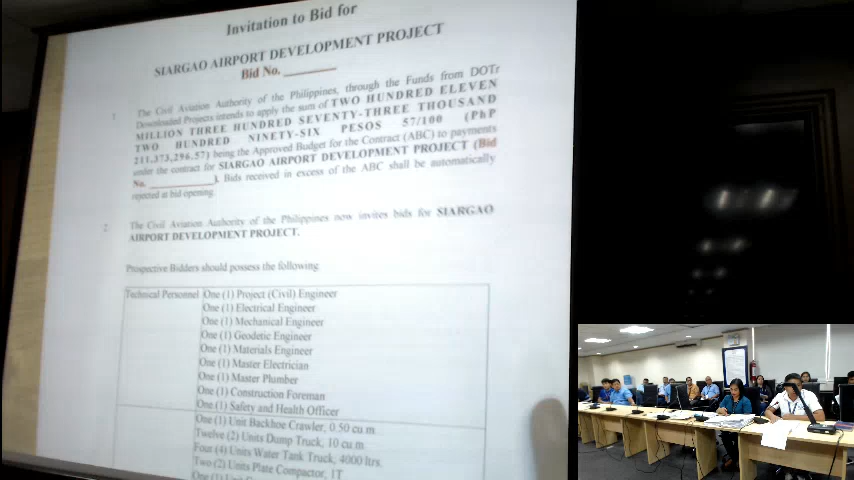 Invitation to Bid for
SIARGAO AIRPORT DEVELOPMENT PROJECT
Bid No. ________
1 The Civil Aviation Authority of the Philippines, through the Funds from DOTr
Downloaded Projects intends to apply the sum of TWO HUNDRED ELEVEN
MILLION THREE HUNDRED SEVENTY-THREE THOUSAND
TWO HUNDRED NINETY-SIX PESOS 57/100 (PhP
211,373,296.57) being the Approved Budget for the Contract (ABC) to payments
under the contract for SIARGAO AIRPORT DEVELOPMENT PROJECT (Bid
No. __________). Bids received in excess of the ABC shall be automatically
rejected at bid opening.
2 The Civil Aviation Authority of the Philippines now invites bids for SIARGAO
AIRPORT DEVELOPMENT PROJECT.
Prospective Bidders should possess the following
Technical Personnel One (1) Project (Civil) Engineer
One (1) Electrical Engineer
One (1) Mechanical Engineer
One (1) Geodetic Engineer
One (1) Materials Engineer
One (1) Master Electrician
One (1) Master Plumber
One (1) Construction Foreman
One (1) Safety and Health Officer
One (1) Unit Backhoe Crawler, 0.50 cu m
Twelve (2) Units Dump Truck, 10 cu m
Four (4) Units Water Tank Truck, 4000 ltrs.
Two (2) Units Plate Compactor, 1T
One (1) Unit